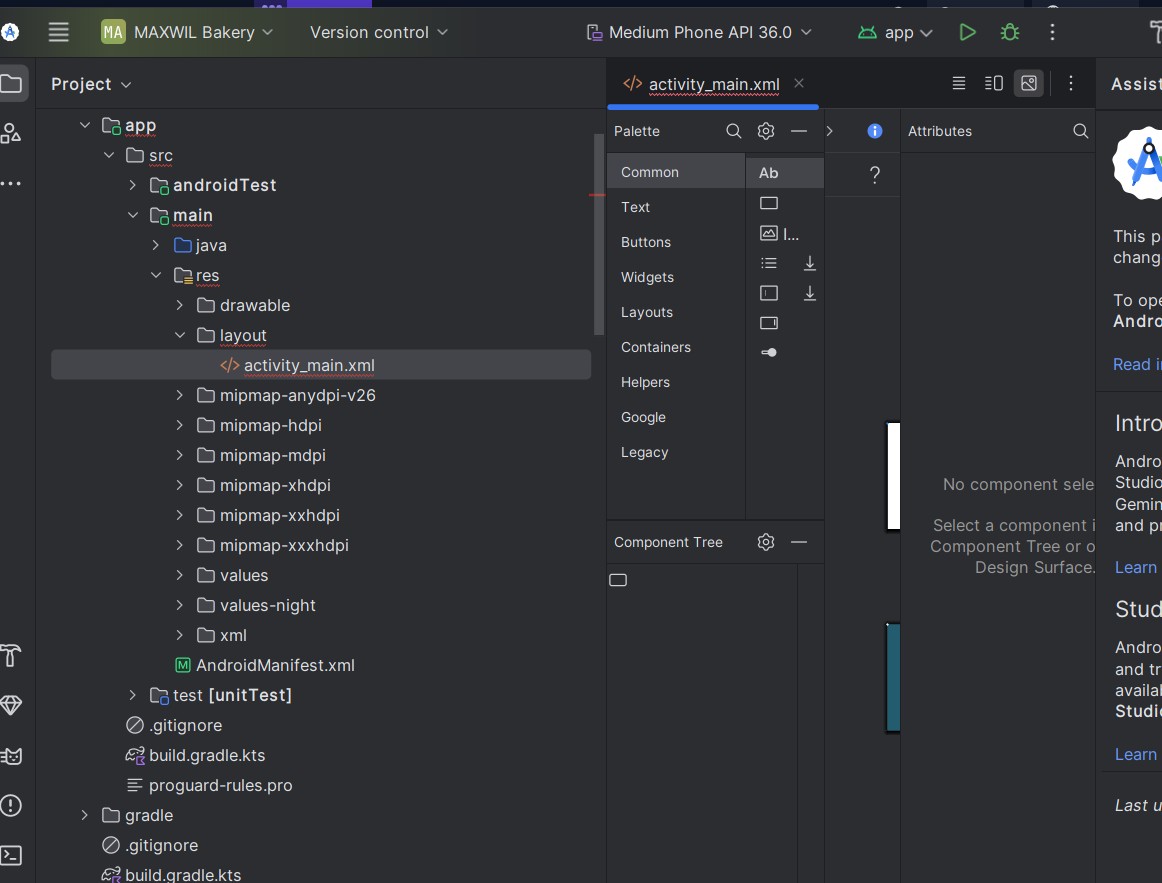 MA MAXWIL Bakery
Version control
Medium Phone API 36.0
app
Project
app
src
androidTest
main
java
res
drawable
layout
</> activity_main.xml
mipmap-anydpi-v26
mipmap-hdpi
mipmap-mdpi
mipmap-xhdpi
mipmap-xxhdpi
mipmap-xxxhdpi
values
values-night
xml
M AndroidManifest.xml
test [unitTest]
.gitignore
build.gradle.kts
proguard-rules.pro
gradle
.gitignore
build.gradle.kts
</> activity_main.xml
Palette
Common
Text
Buttons
Widgets
Layouts
Containers
Helpers
Google
Legacy
Ab
I...
Component Tree
i
?
Attributes
No component sele
Select a component i
Component Tree or o
Design Surface.
Assist
This p
chang
To ope
Andro
Read i
Intro
Andro
Studio
Gemin
and pr
Learn
Stud
Andro
and tr
availal
Studi
Learn
Last u